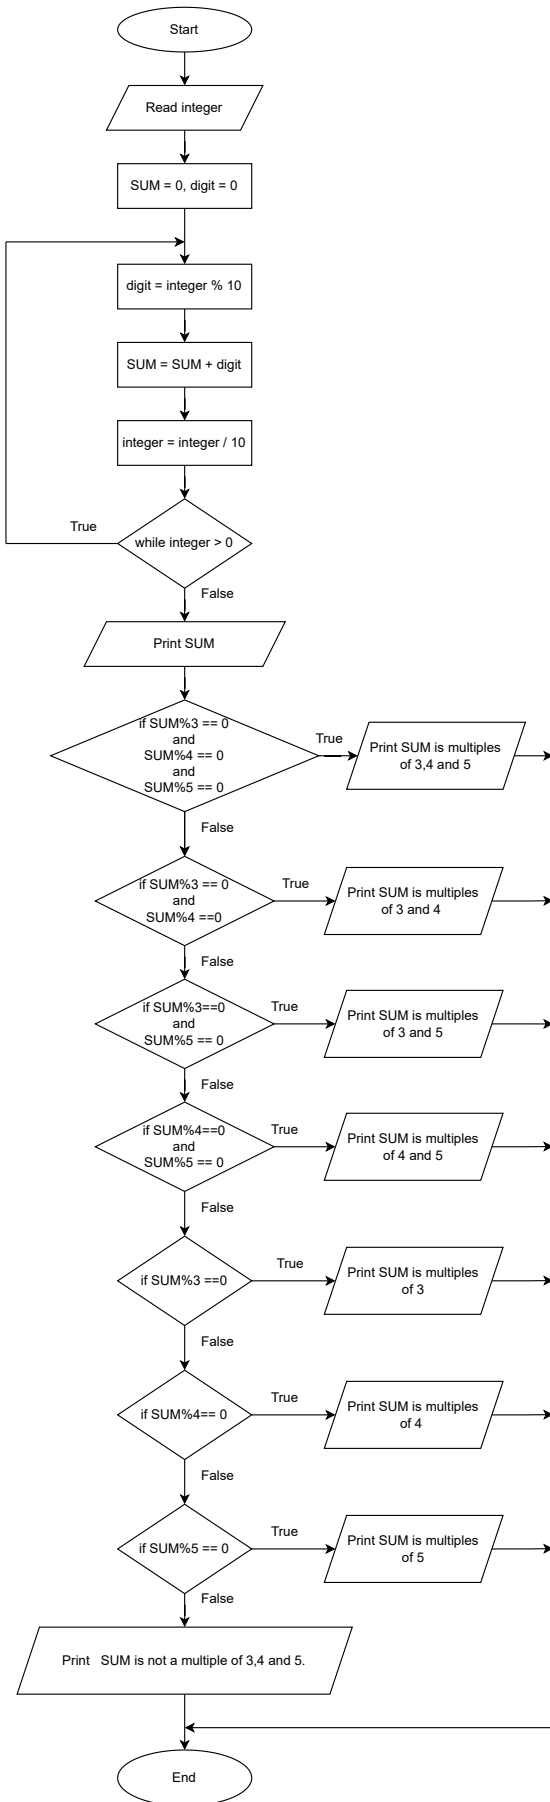 Start
Read integer
SUM = 0, digit = 0
digit = integer % 10
SUM = SUM + digit
integer = integer / 10
True
while integer > 0
False
Print SUM
if SUM%3 == 0
and
SUM%4 == 0
and
SUM%5 == 0
True
Print SUM is multiples
of 3,4 and 5
False
if SUM%3 == 0
and
SUM%4 ==0
True
Print SUM is multiples
of 3 and 4
False
if SUM%3==0
and
SUM%5 == 0
True
Print SUM is multiples
of 3 and 5
False
if SUM%4==0
and
SUM%5 == 0
True
Print SUM is multiples
of 4 and 5
False
if SUM%3 ==0
True
Print SUM is multiples
of 3
False
if SUM%4== 0
True
Print SUM is multiples
of 4
False
if SUM%5 == 0
True
Print SUM is multiples
of 5
False
Print   SUM is not a multiple of 3,4 and 5.
End